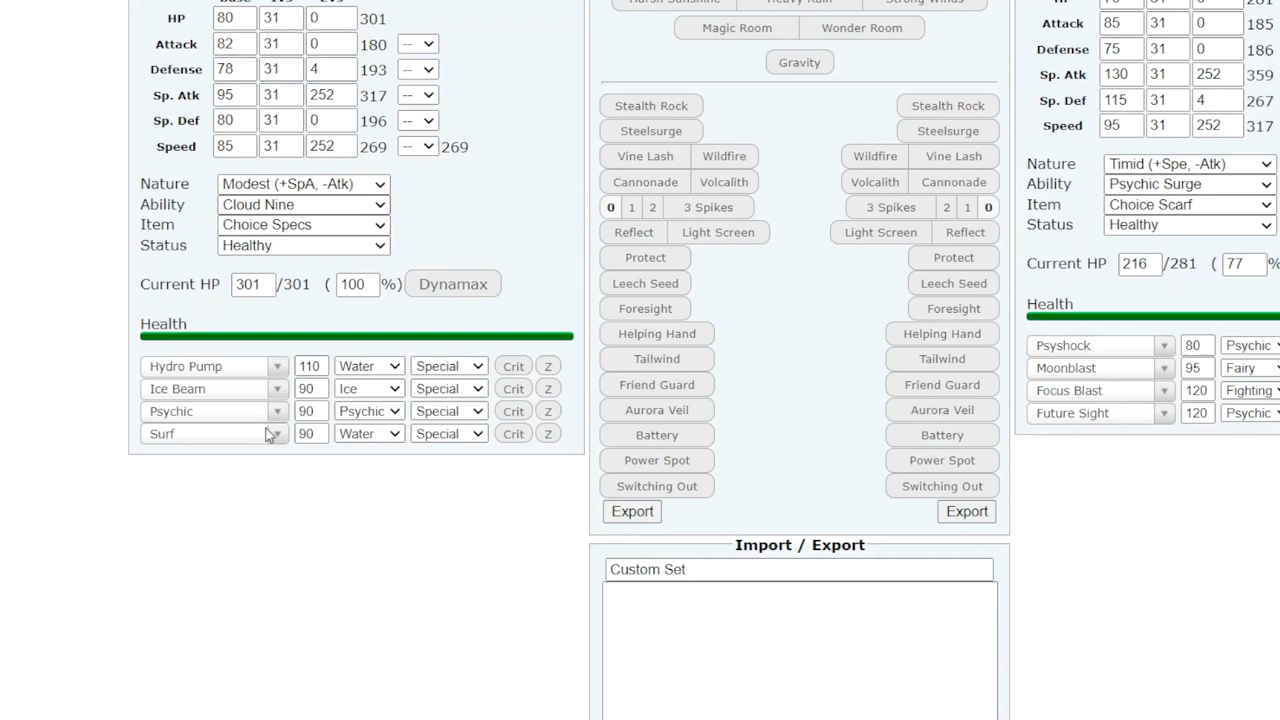 HP 80 31 0 301
Attack 82 31 0 180 --
Defense 78 31 4 193 --
Sp. Atk 95 31 252 317 --
Sp. Def 80 31 0 196 --
Speed 85 31 252 269 -- 269
Nature Modest (+SpA, -Atk)
Ability Cloud Nine
Item Choice Specs
Status Healthy
Current HP 301 /301 ( 100 %) Dynamax
Health
Hydro Pump 110 Water Special Crit Z
Ice Beam 90 Ice Special Crit Z
Psychic 90 Psychic Special Crit Z
Surf 90 Water Special Crit Z
Harsh Sunshine Heavy Rain Strong Winds
Magic Room Wonder Room
Gravity
Stealth Rock Stealth Rock
Steelsurge Steelsurge
Vine Lash Wildfire Wildfire Vine Lash
Cannonade Volcalith Volcalith Cannonade
0 1 2 3 Spikes 3 Spikes 2 1 0
Reflect Light Screen Light Screen Reflect
Protect Protect
Leech Seed Leech Seed
Foresight Foresight
Helping Hand Helping Hand
Tailwind Tailwind
Friend Guard Friend Guard
Aurora Veil Aurora Veil
Battery Battery
Power Spot Power Spot
Switching Out Switching Out
Export Export
Import / Export
Custom Set
Attack 85 31 0 185
Defense 75 31 0 186
Sp. Atk 130 31 252 359
Sp. Def 115 31 4 267
Speed 95 31 252 317
Nature Timid (+Spe, -Atk)
Ability Psychic Surge
Item Choice Scarf
Status Healthy
Current HP 216 /281 ( 77 %
Health
Psyshock 80 Psychic
Moonblast 95 Fairy
Focus Blast 120 Fighting
Future Sight 120 Psychic